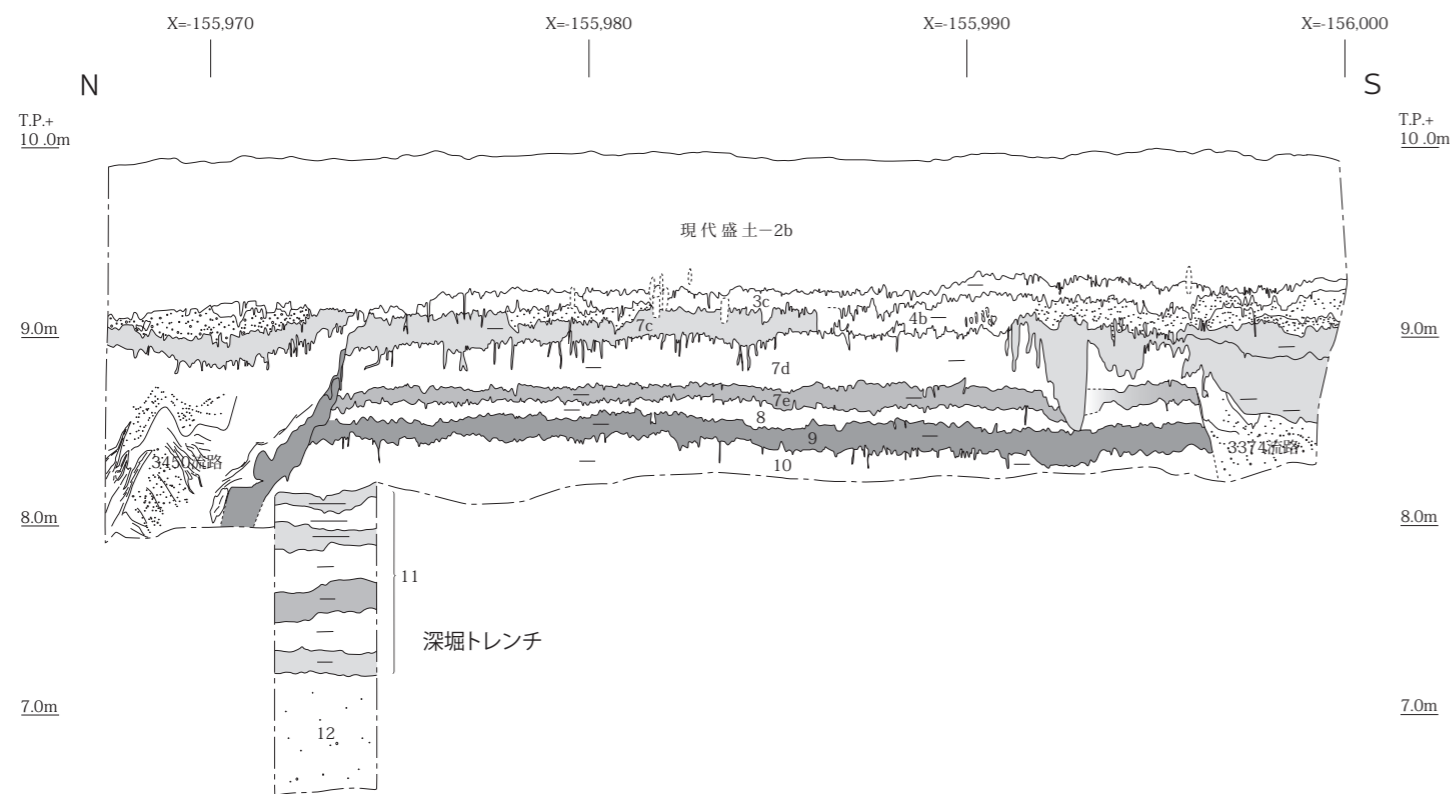 X=-155,970
X=-155,980
X=-155,990
X=-156,000
N
S
T.P.+
10 .0m
T.P.+
10.0m
現代盛土−2b
3c
7c
4b
9.0m
9.0m
7d
7e
8
9
3450流路
3374流路
10
8.0m
8.0m
11
深堀トレンチ
7.0m
7.0m
12